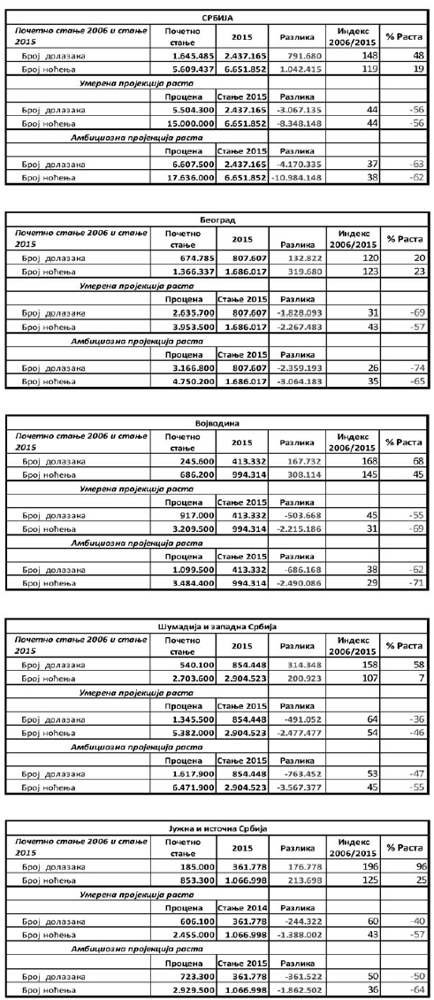 СРБИЈА
Почетно стање 2006 и стање 2015 Почетно стање 2015 Разлика Индекс 2006/2015 % Раста
Број долазака 1.645.485 2.437.165 791.680 148 48
Број ноћења 5.609.437 6.651.852 1.042.415 119 19
Умерена пројекција раста
Процена Стање 2015 Разлика
Број долазака 5.504.300 2.437.165 -3.067.135 44 -56
Број ноћења 15.000.000 6.651.852 -8.348.148 44 -56
Амбициозна пројекција раста
Процена Стање 2015 Разлика
Број долазака 6.607.500 2.437.165 -4.170.335 37 -63
Број ноћења 17.636.000 6.651.852 -10.984.148 38 -62
Београд
Почетно стање 2006 и стање 2015 Почетно стање 2015 Разлика Индекс 2006/2015 % Раста
Број долазака 674.785 807.607 132.822 120 20
Број ноћења 1.366.337 1.686.017 319.680 123 23
Умерена пројекција раста
Процена Стање 2015 Разлика
Број долазака 2.635.700 807.607 -1.828.093 31 -69
Број ноћења 3.953.500 1.686.017 -2.267.483 43 -57
Амбициозна пројекција раста
Процена Стање 2015 Разлика
Број долазака 3.166.800 807.607 -2.359.193 26 -74
Број ноћења 4.750.200 1.686.017 -3.064.183 35 -65
Војводина
Почетно стање 2006 и стање 2015 Почетно стање 2015 Разлика Индекс 2006/2015 % Раста
Број долазака 245.600 413.332 167.732 168 68
Број ноћења 686.200 994.314 308.114 145 45
Умерена пројекција раста
Процена Стање 2015 Разлика
Број долазака 917.000 413.332 -503.668 45 -55
Број ноћења 3.209.500 994.314 -2.215.186 31 -69
Амбициозна пројекција раста
Процена Стање 2015 Разлика
Број долазака 1.099.500 413.332 -686.168 38 -62
Број ноћења 3.484.400 994.314 -2.490.086 29 -71
Шумадија и западна Србија
Почетно стање 2006 и стање 2015 Почетно стање 2015 Разлика Индекс 2006/2015 % Раста
Број долазака 540.100 854.448 314.348 158 58
Број ноћења 2.703.600 2.904.523 200.923 107 7
Умерена пројекција раста
Процена Стање 2015 Разлика
Број долазака 1.345.500 854.448 -491.052 64 -36
Број ноћења 5.382.000 2.904.523 -2.477.477 54 -46
Амбициозна пројекција раста
Процена Стање 2015 Разлика
Број долазака 1.617.900 854.448 -763.452 53 -47
Број ноћења 6.471.900 2.904.523 -3.567.377 45 -55
Јужна и источна Србија
Почетно стање 2006 и стање 2015 Почетно стање 2015 Разлика Индекс 2006/2015 % Раста
Број долазака 185.000 361.778 176.778 196 96
Број ноћења 853.300 1.066.998 213.698 125 25
Умерена пројекција раста
Процена Стање 2014 Разлика
Број долазака 606.100 361.778 -244.322 60 -40
Број ноћења 2.455.000 1.066.998 -1.388.002 43 -57
Амбициозна пројекција раста
Процена Стање 2015 Разлика
Број долазака 723.300 361.778 -361.522 50 -50
Број ноћења 2.929.500 1.066.998 -1.862.502 36 -64